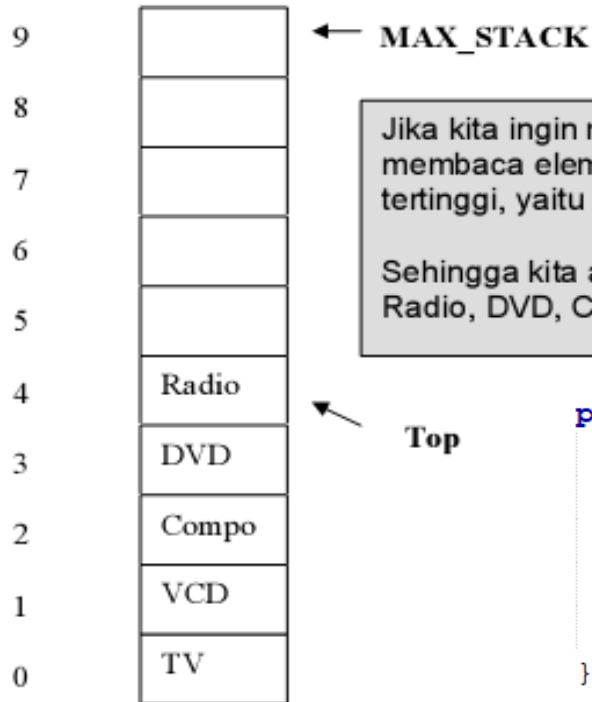 9
MAX_STACK
8
7
6
5
Jika kita ingin
membaca
tertinggi, yaitu
Sehingga kita
Radio, DVD,
4 Radio
Top
3 DVD
2 Compo
1 VCD
0 TV
}